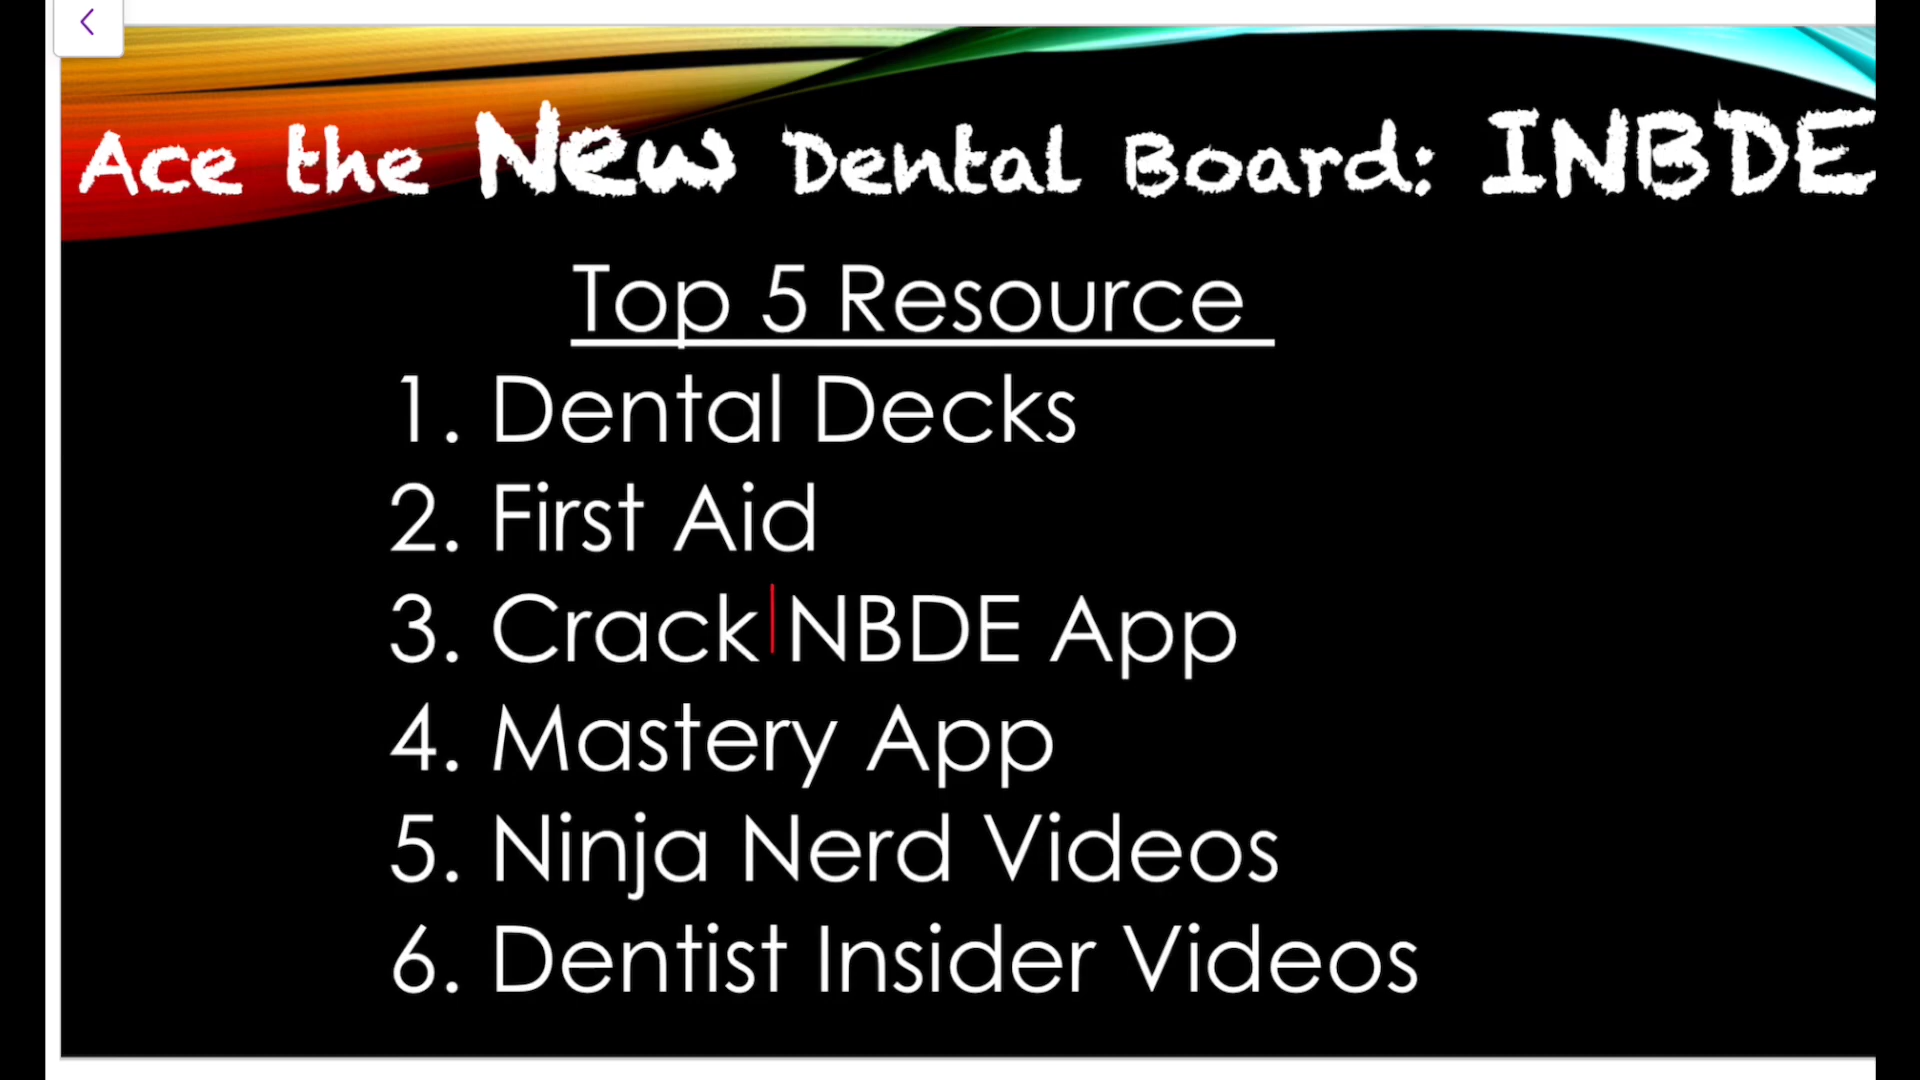 Ace the New Dental Board: INBDE
Top 5 Resource
1. Dental Decks
2. First Aid
3. Crack NBDE App
4. Mastery App
5. Ninja Nerd Videos
6. Dentist Insider Videos